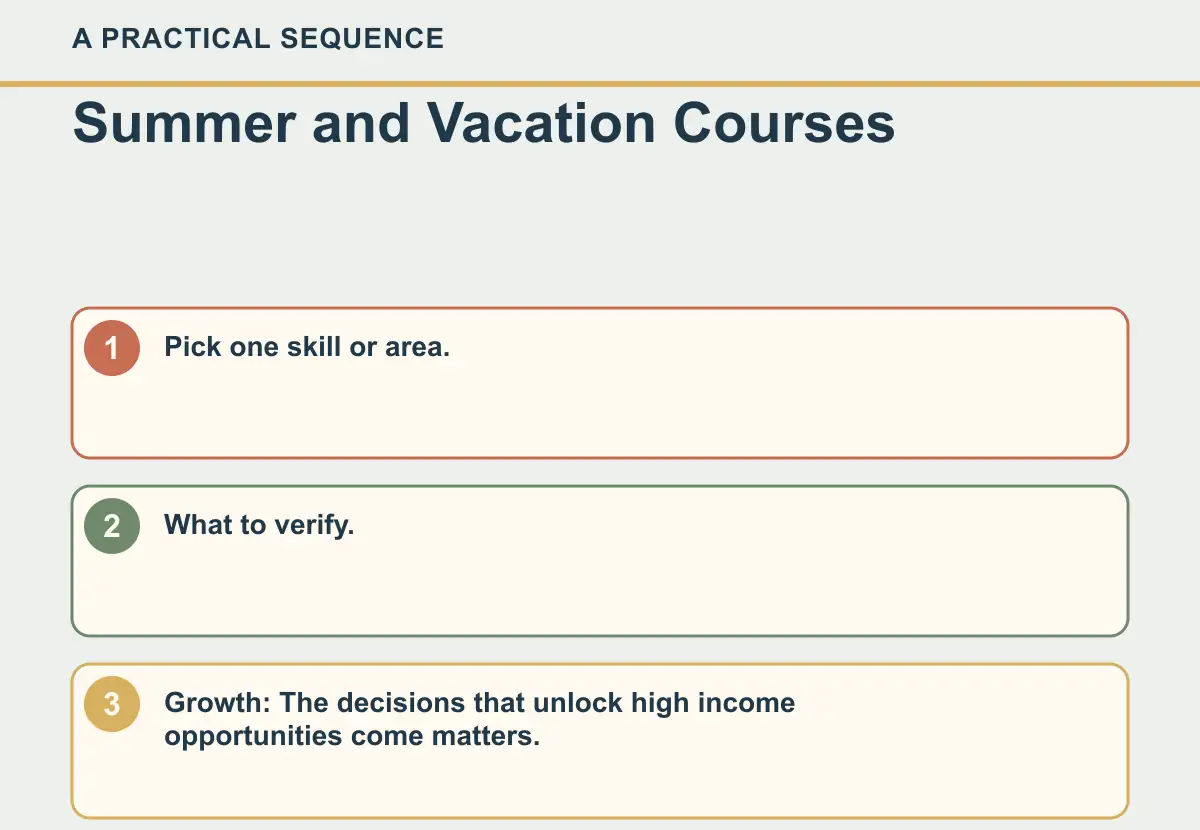 A PRACTICAL SEQUENCE
Summer and Vacation Courses
1
Pick one skill or area.
2
What to verify.
3
Growth: The decisions that unlock high income
opportunities come matters.